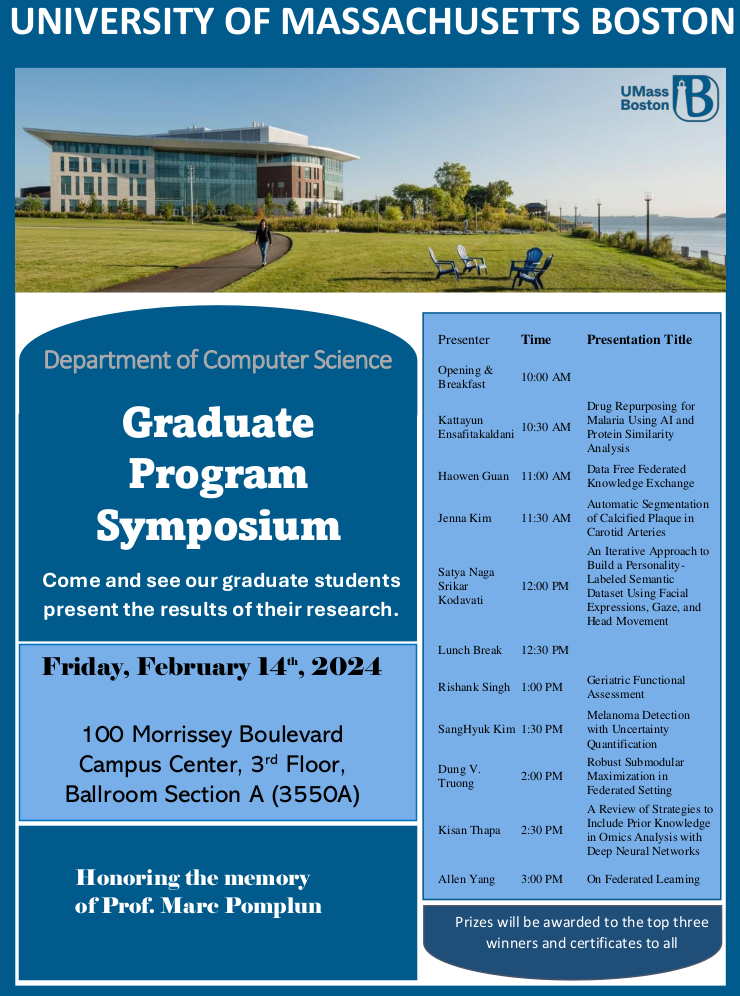 UNIVERSITY OF MASSACHUSETTS BOSTON
UMass
Boston
B
Department of Computer Science
Graduate
Program
Symposium
Come and see our graduate students
present the results of their research.
Friday, February 14th, 2024
100 Morrissey Boulevard
Campus Center, 3rd Floor,
Ballroom Section A (3550A)
Honoring the memory
of Prof. Marc Pomplun
Presenter Time Presentation Title
Opening &
Breakfast
10:00 AM
Kattayun
Ensafitakaldani
10:30 AM
Drug Repurposing for
Malaria Using AI and
Protein Similarity
Analysis
Haowen Guan 11:00 AM
Data Free Federated
Knowledge Exchange
Jenna Kim 11:30 AM
Automatic Segmentation
of Calcified Plaque in
Carotid Arteries
Satya Naga
Srikar
Kodavati
12:00 PM
An Iterative Approach to
Build a Personality-
Labeled Semantic
Dataset Using Facial
Expressions, Gaze, and
Head Movement
Lunch Break 12:30 PM
Rishank Singh 1:00 PM
Geriatric Functional
Assessment
SangHyuk Kim 1:30 PM
Melanoma Detection
with Uncertainty
Quantification
Dung V.
Truong
2:00 PM
Robust Submodular
Maximization in
Federated Setting
Kisan Thapa 2:30 PM
A Review of Strategies to
Include Prior Knowledge
in Omics Analysis with
Deep Neural Networks
Allen Yang 3:00 PM On Federated Learning
Prizes will be awarded to the top three
winners and certificates to all